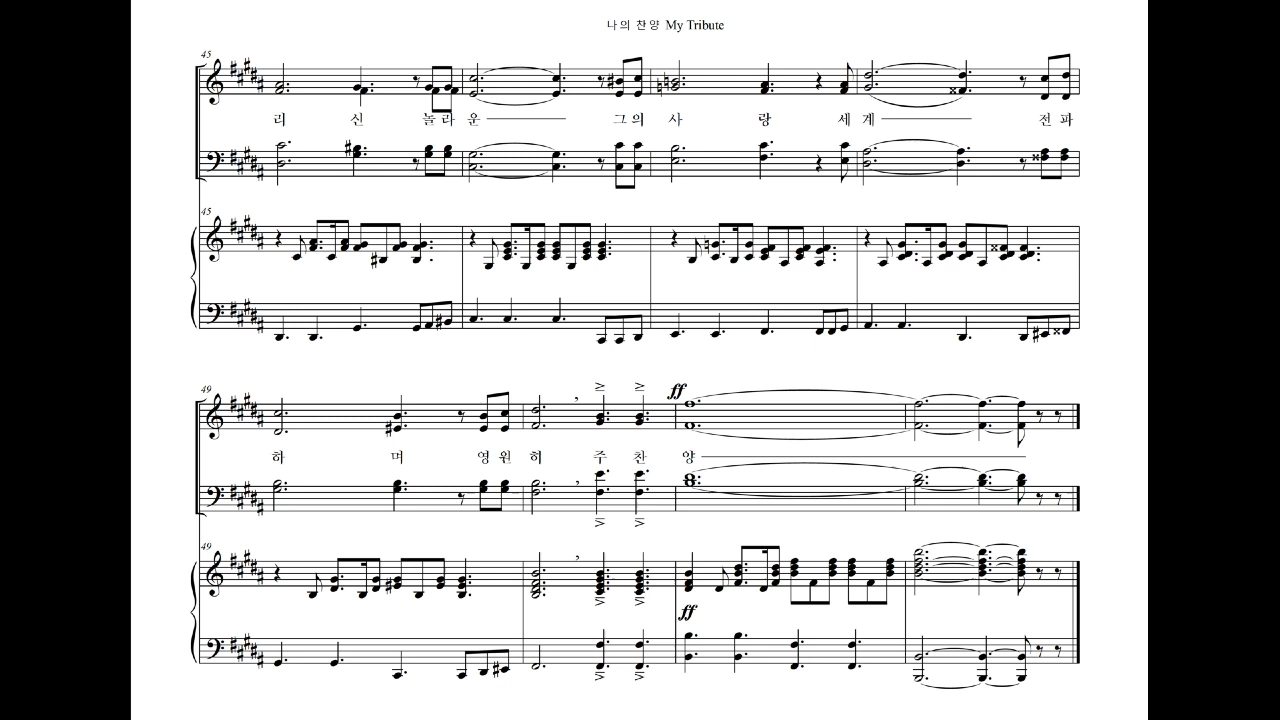 나의 찬양 My Tribute
45
리 신 놀라 운 그의 사 랑 세 계 전 파
45
49
ff
하 며 영 원 히 주 찬 양
49
ff